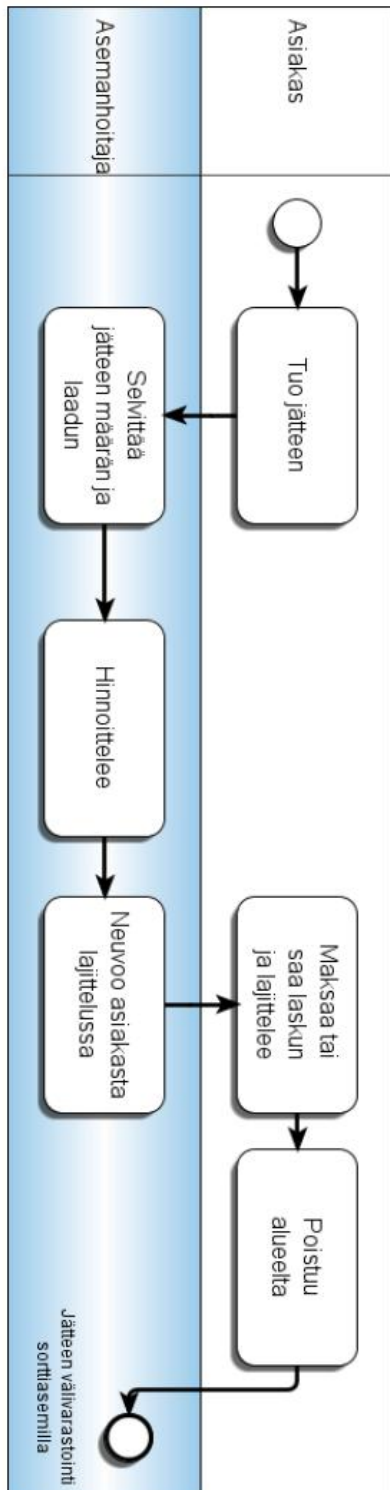 Asiakas
Tuo jätteen
Maksaa tai
saa laskun
ja lajittelee
Poistuu
alueelta
Asemanhoitaja
Selvittää
jätteen määrän ja
laadun
Hinnoittelee
Neuvoo asiakasta
lajittelussa
Jätteen välivarastointi
sorttiasemilla